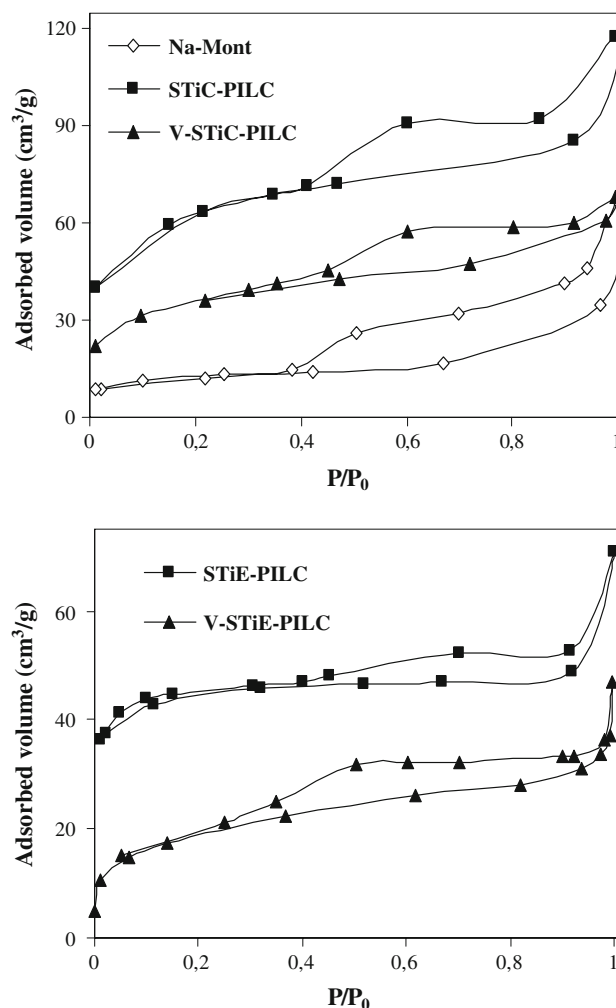 120
90
60
30
0
Adsorbed volume (cm³/g)
Na-Mont
STiC-PILC
V-STiC-PILC
0 0,2 0,4 0,6 0,8 1
P/P₀
60
40
20
0
Adsorbed volume (cm³/g)
STiE-PILC
V-STiE-PILC
0 0,2 0,4 0,6 0,8 1
P/P₀